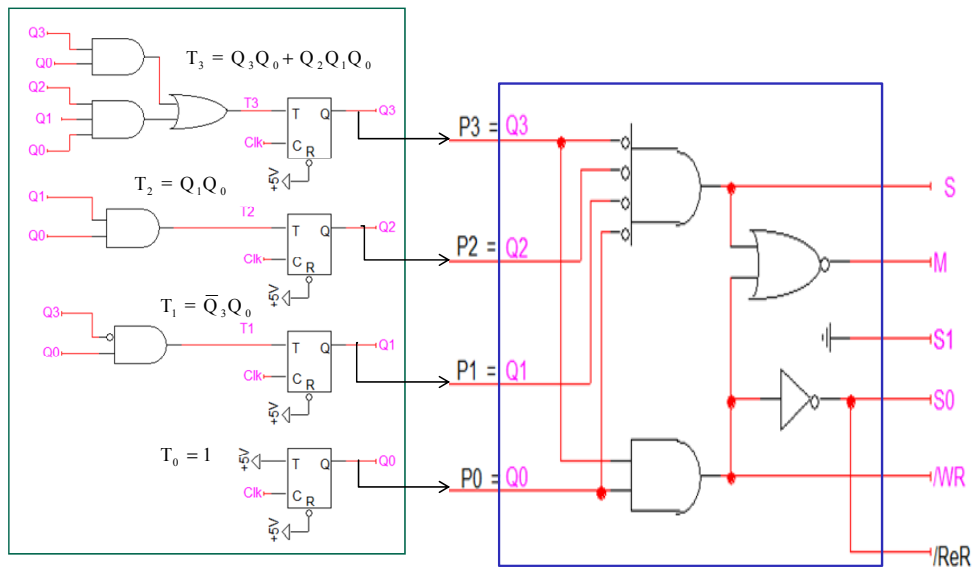 Q3
Q0
T₃ = Q₃Q₀ + Q₂Q₁Q₀
Q2
Q1
Q0
T3
T Q
C R
Clk
+5V
Q3
P3 = Q3
T₂ = Q₁Q₀
Q1
Q0
T2
T Q
C R
Clk
+5V
Q2
P2 = Q2
T₁ = Q̅₃Q₀
Q3
Q0
T1
T Q
C R
Clk
+5V
Q1
P1 = Q1
T₀ = 1
+5V
T Q
C R
Clk
+5V
Q0
P0 = Q0
S
M
S1
S0
/WR
/ReR